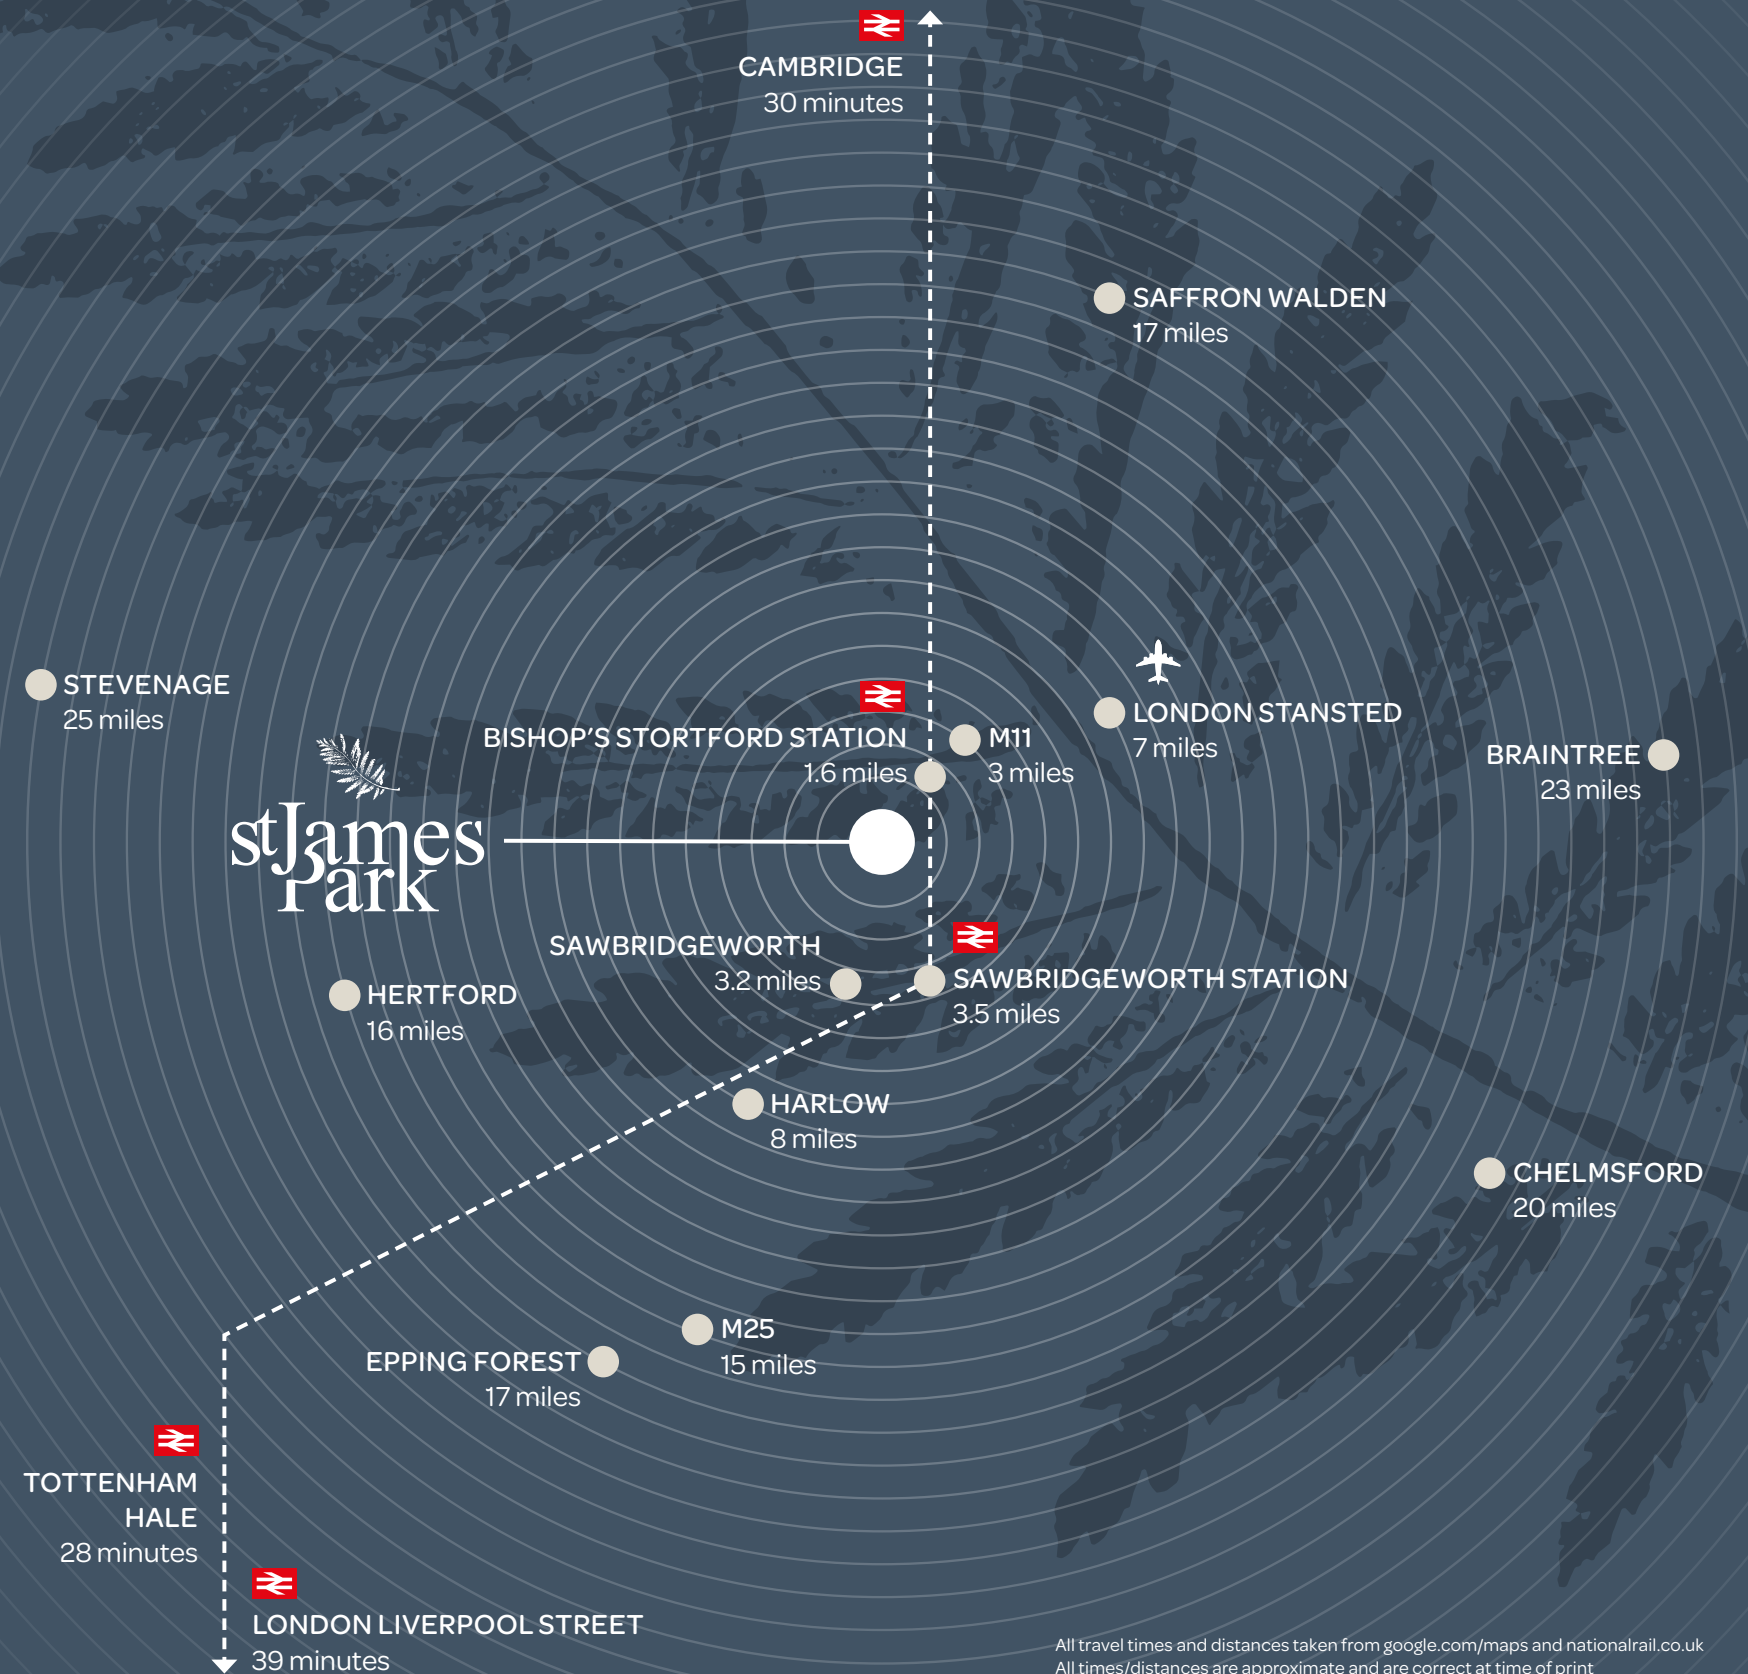 CAMBRIDGE
30 minutes
SAFFRON WALDEN
17 miles
STEVENAGE
25 miles
BISHOP'S STORTFORD STATION
1.6 miles
M11
3 miles
LONDON STANSTED
7 miles
BRAINTREE
23 miles
st James
Park
SAWBRIDGEWORTH
3.2 miles
SAWBRIDGEWORTH STATION
3.5 miles
HERTFORD
16 miles
HARLOW
8 miles
CHELMSFORD
20 miles
M25
15 miles
EPPING FOREST
17 miles
TOTTENHAM
HALE
28 minutes
LONDON LIVERPOOL STREET
39 minutes
All travel times and distances taken from google.com/maps and nationalrail.co.uk
All times/distances are approximate and are correct at time of print